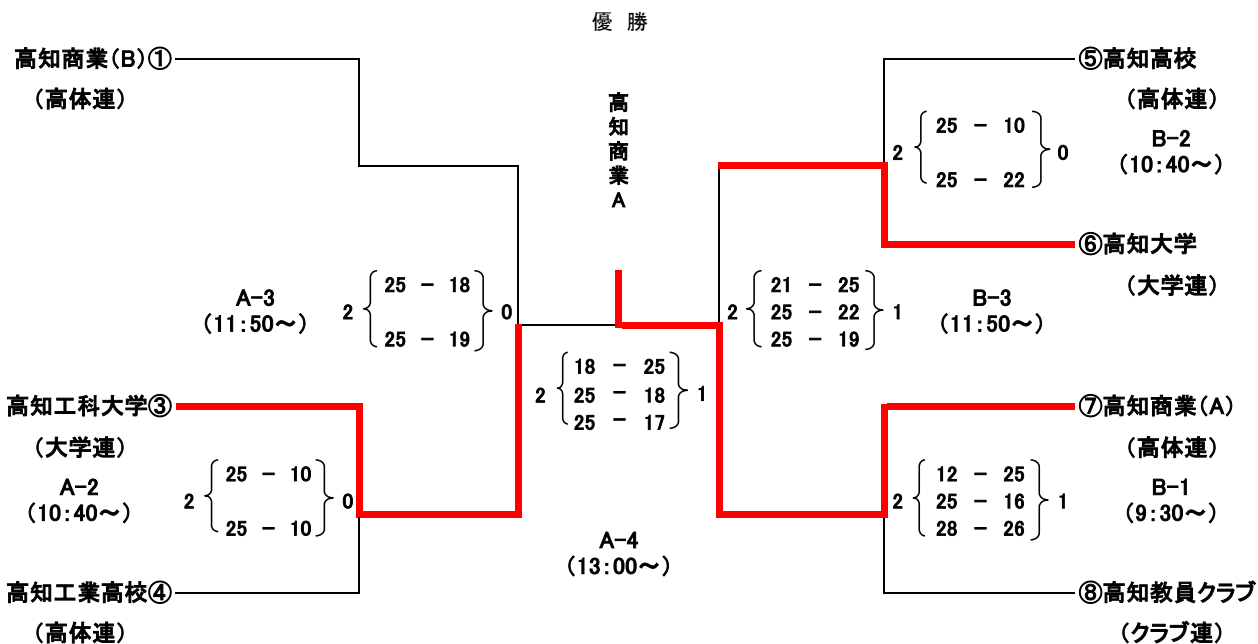 優 勝
高知商業(B)①
(高体連)
高知商業A
⑤高知高校
(高体連)
B-2
(10:40~)
2
25 - 10
25 - 22
0
⑥高知大学
(大学連)
A-3
(11:50~)
2
25 - 18
25 - 19
0
2
21 - 25
25 - 22
25 - 19
1
B-3
(11:50~)
2
18 - 25
25 - 18
25 - 17
1
高知工科大学③
(大学連)
A-2
(10:40~)
2
25 - 10
25 - 10
0
⑦高知商業(A)
(高体連)
B-1
(9:30~)
2
12 - 25
25 - 16
28 - 26
1
A-4
(13:00~)
高知工業高校④
(高体連)
⑧高知教員クラブ
(クラブ連)